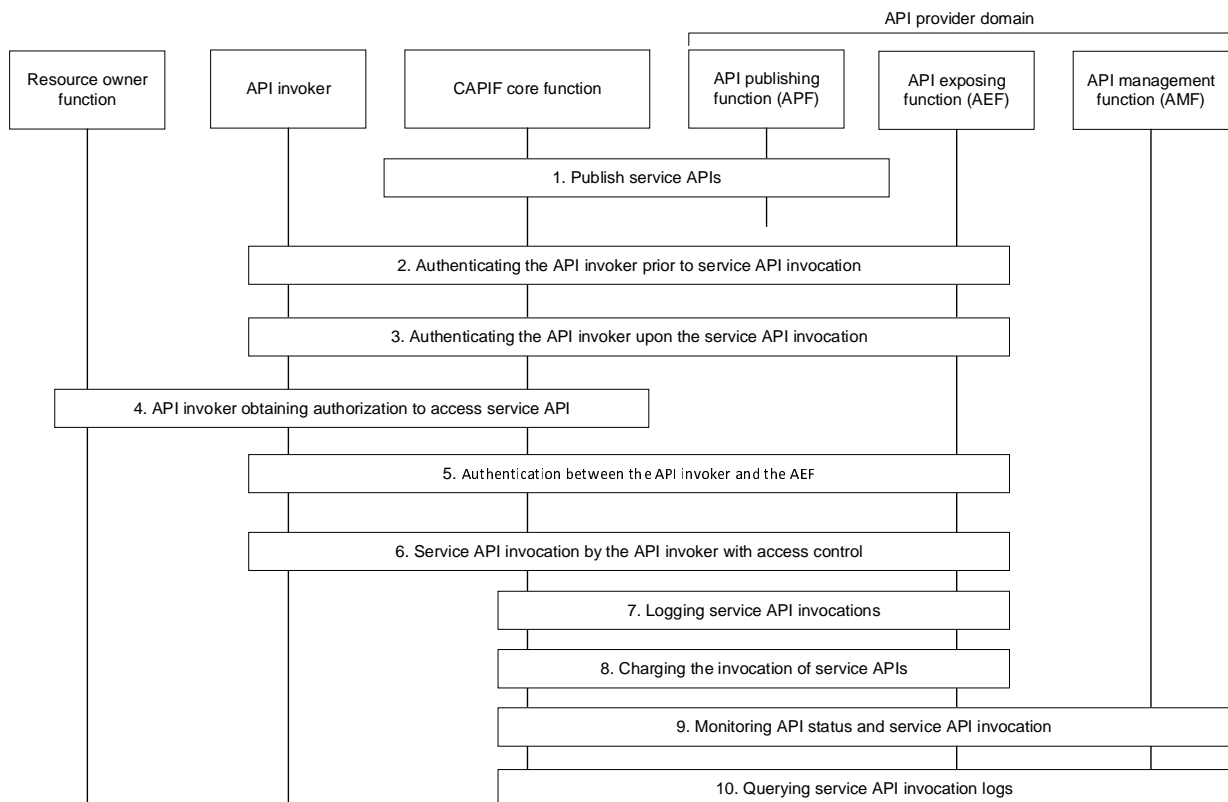 API provider domain
Resource owner
function
API invoker
CAPIF core function
API publishing
function (APF)
API exposing
function (AEF)
API management
function (AMF)
1. Publish service APIs
2. Authenticating the API invoker prior to service API invocation
3. Authenticating the API invoker upon the service API invocation
4. API invoker obtaining authorization to access service API
5. Authentication between the API invoker and the AEF
6. Service API invocation by the API invoker with access control
7. Logging service API invocations
8. Charging the invocation of service APIs
9. Monitoring API status and service API invocation
10. Querying service API invocation logs